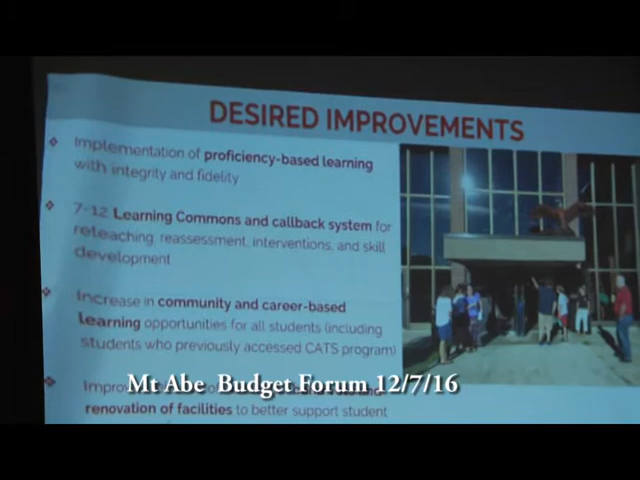 DESIRED IMPROVEMENTS
Implementation of proficiency-based learning
with integrity and fidelity
7-12 Learning Commons and callback system for
reteaching, reassessment, interventions, and skill
development
Increase in community and career-based
learning opportunities for all students (including
students who previously accessed CATS program)
Mt Abe Budget Forum 12/7/16
renovation of facilities to better support student